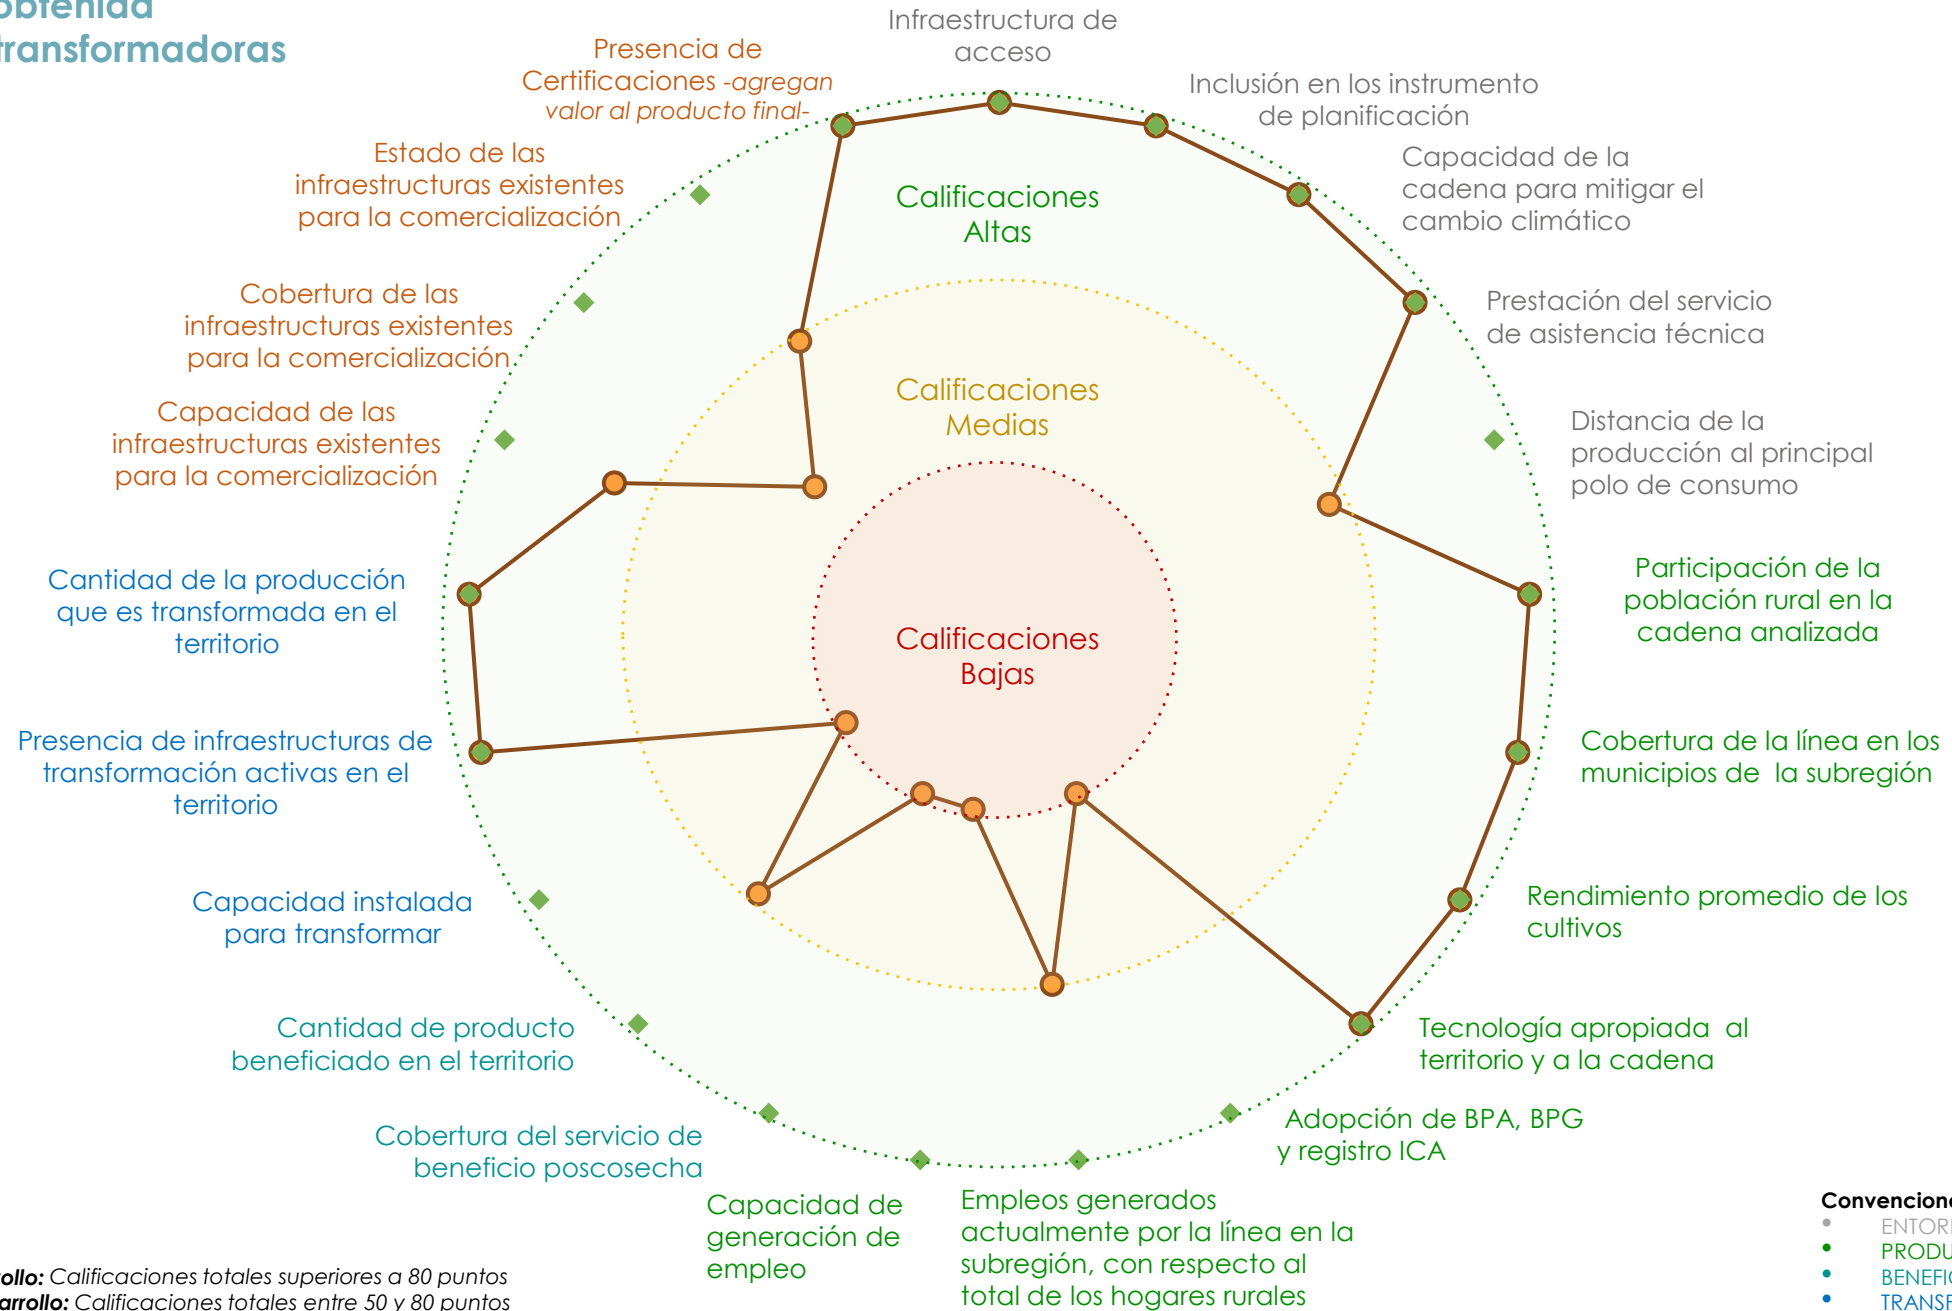 transformadoras
Infraestructura de
acceso
Presencia de
Certificaciones -agregan
valor al producto final-
Inclusión en los instrumento
de planificación
Estado de las
infraestructuras existentes
para la comercialización
Capacidad de la
cadena para mitigar el
cambio climático
Calificaciones
Altas
Cobertura de las
infraestructuras existentes
para la comercialización
Prestación del servicio
de asistencia técnica
Calificaciones
Medias
Capacidad de las
infraestructuras existentes
para la comercialización
Distancia de la
producción al principal
polo de consumo
Cantidad de la producción
que es transformada en el
territorio
Participación de la
población rural en la
cadena analizada
Calificaciones
Bajas
Presencia de infraestructuras de
transformación activas en el
territorio
Cobertura de la línea en los
municipios de la subregión
Capacidad instalada
para transformar
Rendimiento promedio de los
cultivos
Cantidad de producto
beneficiado en el territorio
Tecnología apropiada al
territorio y a la cadena
Cobertura del servicio de
beneficio poscosecha
Adopción de BPA, BPG
y registro ICA
Capacidad de
generación de
empleo
Empleos generados
actualmente por la línea en la
subregión, con respecto al
total de los hogares rurales
ollo: Calificaciones totales superiores a 80 puntos
arrollo: Calificaciones totales entre 50 y 80 puntos
Convencion
• ENTOR
• PRODU
• BENEFI
• TRANSF